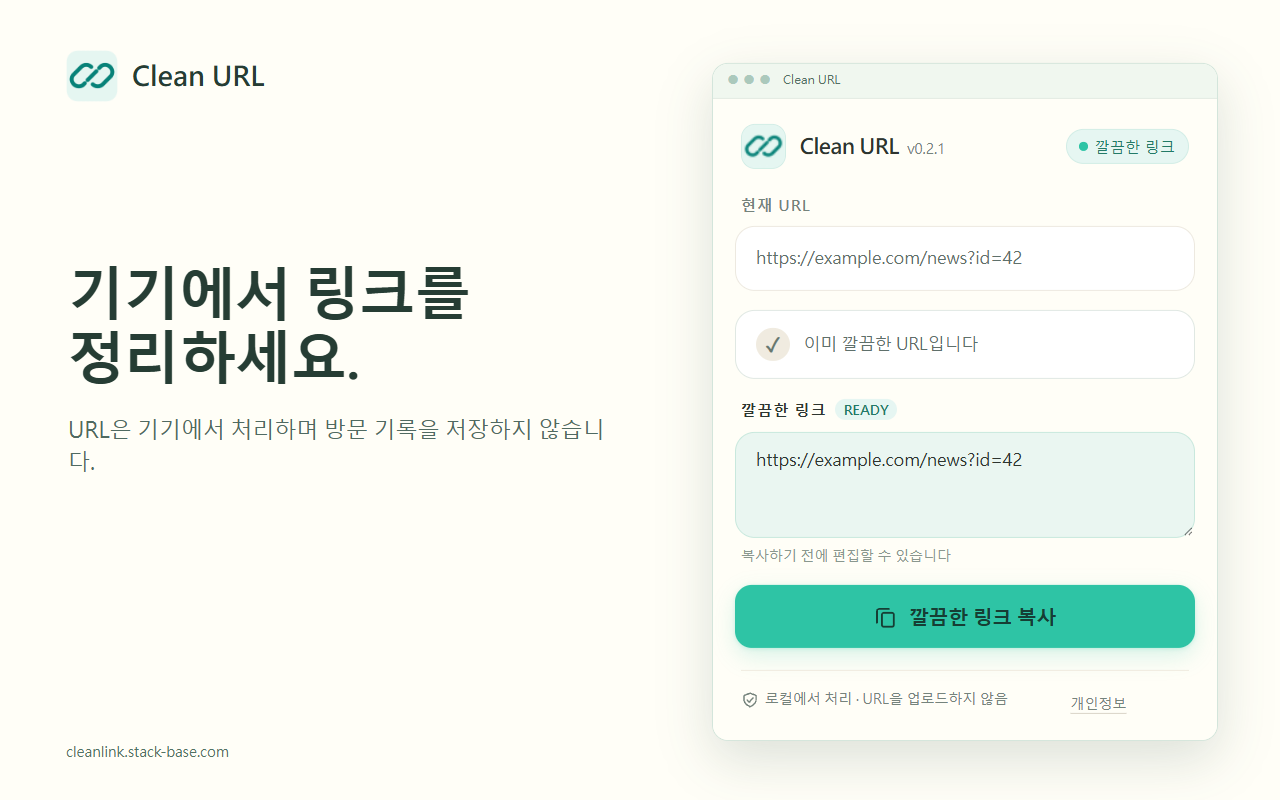 Clean URL
기기에서 링크를
정리하세요.
URL은 기기에서 처리하며 방문 기록을 저장하지 않습니
다.
cleanlink.stack-base.com
Clean URL
Clean URL v0.2.1
깔끔한 링크
현재 URL
https://example.com/news?id=42
이미 깔끔한 URL입니다
깔끔한 링크 READY
https://example.com/news?id=42
복사하기 전에 편집할 수 있습니다
깔끔한 링크 복사
로컬에서 처리 · URL을 업로드하지 않음
개인정보